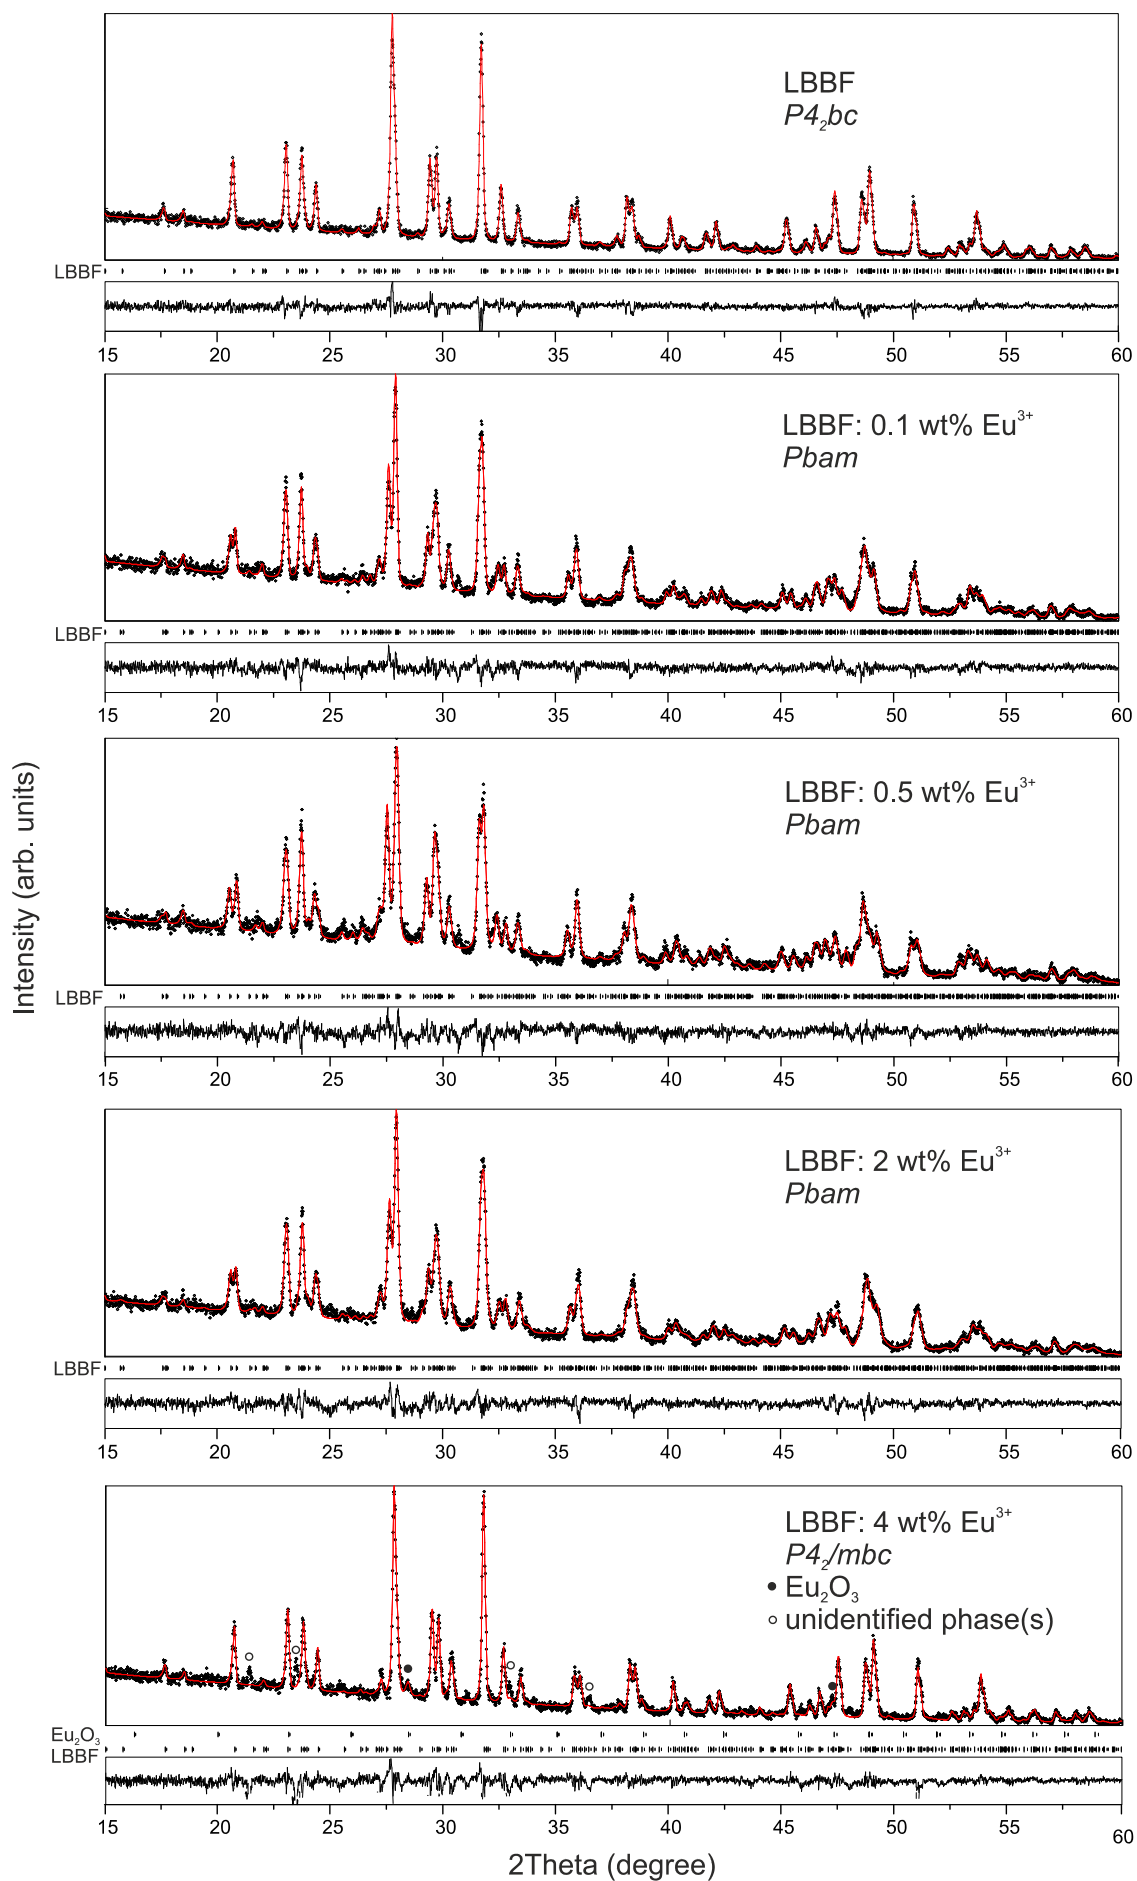 Intensity (arb. units)
LBBF
P4₂bc
LBBF
15 20 25 30 35 40 45 50 55 60
LBBF: 0.1 wt% Eu³⁺
Pbam
LBBF
15 20 25 30 35 40 45 50 55 60
LBBF: 0.5 wt% Eu³⁺
Pbam
LBBF
15 20 25 30 35 40 45 50 55 60
LBBF: 2 wt% Eu³⁺
Pbam
LBBF
15 20 25 30 35 40 45 50 55 60
LBBF: 4 wt% Eu³⁺
P4₂/mbc
Eu₂O₃
unidentified phase(s)
Eu₂O₃
LBBF
15 20 25 30 35 40 45 50 55 60
2Theta (degree)